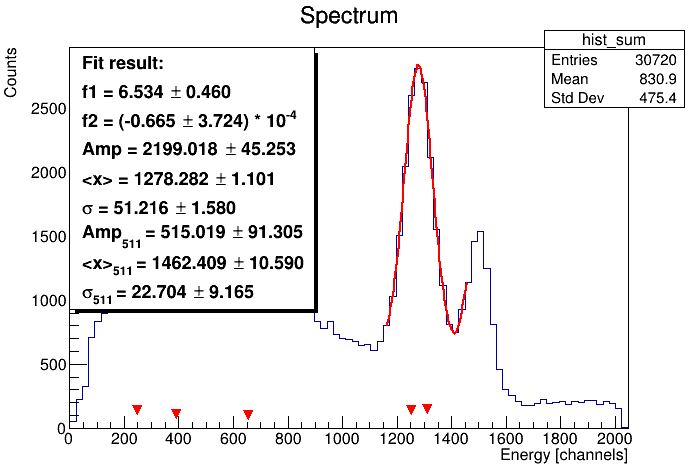 Spectrum
hist_sum
Entries 30720
Mean 830.9
Std Dev 475.4
Counts
Fit result:
f1 = 6.534 ± 0.460
f2 = (-0.665 ± 3.724) * 10^-4
Amp = 2199.018 ± 45.253
<x> = 1278.282 ± 1.101
σ = 51.216 ± 1.580
Amp_511 = 515.019 ± 91.305
<x>_511 = 1462.409 ± 10.590
σ_511 = 22.704 ± 9.165
2500
2000
1500
1000
500
0
0 200 400 600 800 1000 1200 1400 1600 1800 2000
Energy [channels]